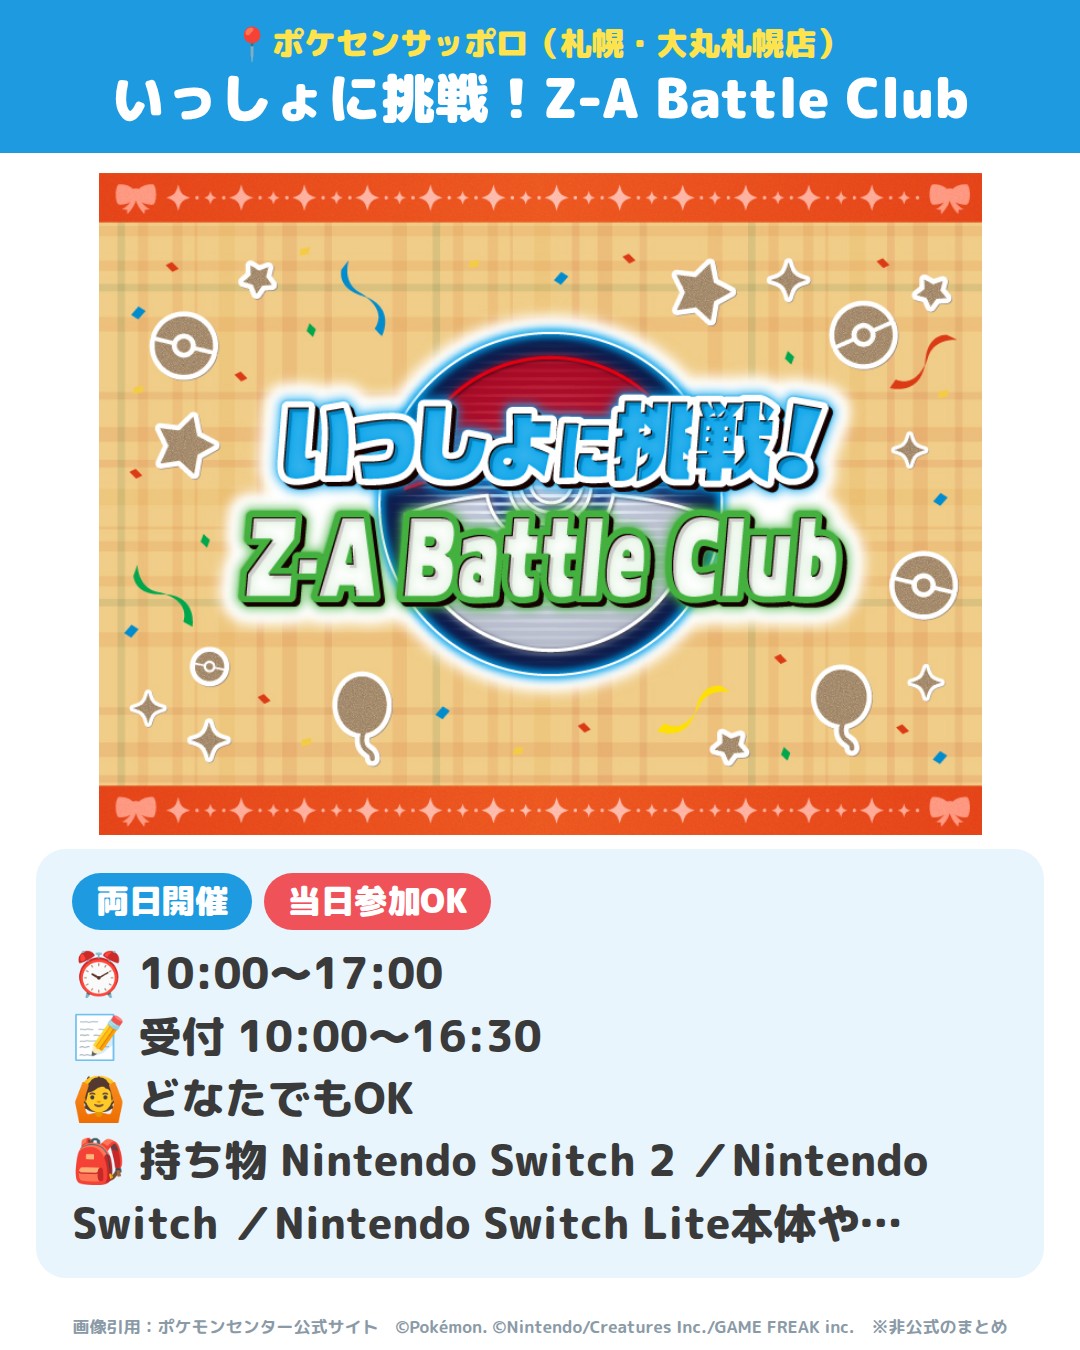 📍ポケセンサッポロ（札幌・大丸札幌店）
いっしょに挑戦！Z-A Battle Club
いっしょに挑戦！
Z-A Battle Club
両日開催 当日参加OK
⏰ 10:00〜17:00
📝 受付 10:00〜16:30
🙆 どなたでもOK
🎒 持ち物 Nintendo Switch 2 ／Nintendo
Switch ／Nintendo Switch Lite本体や…
画像引用：ポケモンセンター公式サイト ©Pokémon. ©Nintendo/Creatures Inc./GAME FREAK inc. ※非公式のまとめ